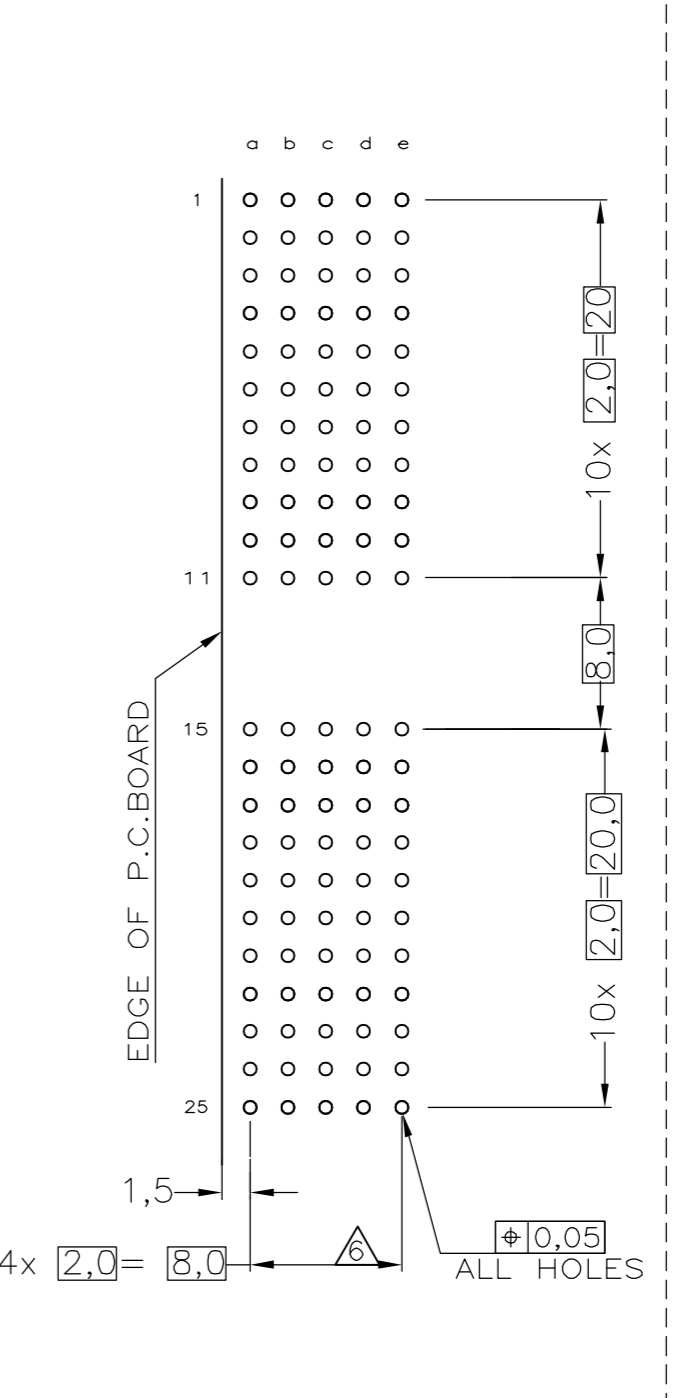 a b c d e
1
10x 2,0=20
11
8,0
15
EDGE OF P.C.BOARD
10x 2,0=20,0
25
1,5
4x 2,0= 8,0
6
⌖ 0,05
ALL HOLES